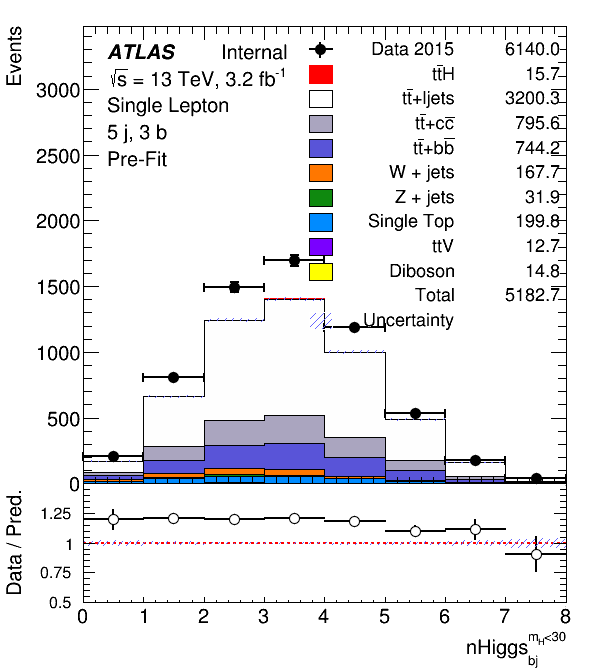 Events
ATLAS Internal
√s = 13 TeV, 3.2 fb⁻¹
Single Lepton
5 j, 3 b
Pre-Fit
Data 2015 6140.0
tt̄H 15.7
tt̄+ljets 3200.3
tt̄+cc̄ 795.6
tt̄+bb̄ 744.2
W + jets 167.7
Z + jets 31.9
Single Top 199.8
ttV 12.7
Diboson 14.8
Total 5182.7
Uncertainty
3000
2500
2000
1500
1000
500
0
Data / Pred.
1.25
1
0.75
0.5
0 1 2 3 4 5 6 7 8
nHiggs_bj^{m_H<30}